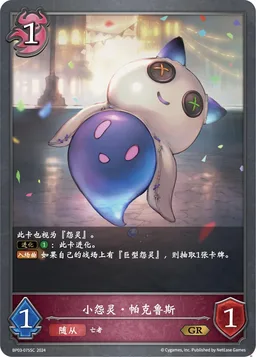 1
此卡也视为『怨灵』。
进化 1 : 此卡进化。
入场曲 如果自己的战场上有『巨型怨灵』，则抽取1张卡牌。
小怨灵·帕克鲁斯
1
随从 亡者
GR
1
BP03-075SC 2024
© Cygames, Inc. Published by NetEase Games